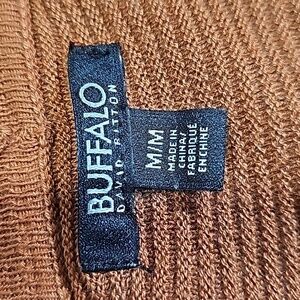 BUFFALO
DAVID BITTON
M/M
MADE IN
CHINA/
FABRIQUÉ
EN CHINE